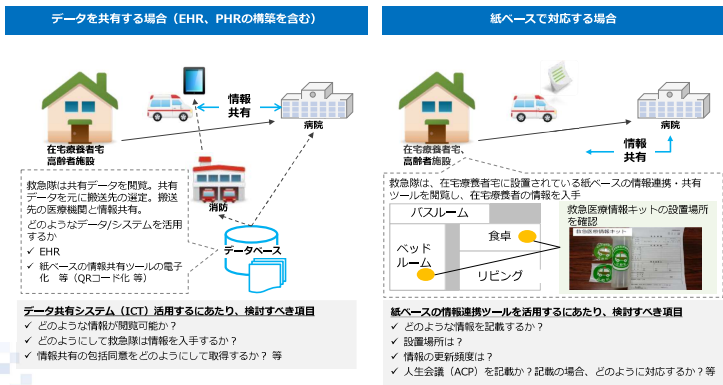 データを共有する場合（EHR、PHRの構築を含む）
情報
共有
病院
在宅療養者宅
高齢者施設
消防
救急隊は共有データを閲覧。共有
データを元に搬送先の選定。搬送
先の医療機関と情報共有。
どのようなデータ/システムを活用
するか
✓ EHR
✓ 紙ベースの情報共有ツールの電子
化　等（QRコード化 等）
データベース
データ共有システム（ICT）活用するにあたり、検討すべき項目
✓ どのような情報が閲覧可能か？
✓ どのようにして救急隊は情報を入手するか？
✓ 情報共有の包括同意をどのようにして取得するか？ 等
紙ベースで対応する場合
病院
在宅療養者宅、
高齢者施設
情報
共有
救急隊は、在宅療養者宅に設置されている紙ベースの情報連携・共有
ツールを閲覧し、在宅療養者の情報を入手
バスルーム
食卓
ベッド
ルーム
リビング
救急医療情報キットの設置場所
を確認
救急医療情報キット
紙ベースの情報連携ツールを活用するにあたり、検討すべき項目
✓ どのような情報を記載するか？
✓ 設置場所は？
✓ 情報の更新頻度は？
✓ 人生会議（ACP）を記載か？記載の場合、どのように対応するか？等